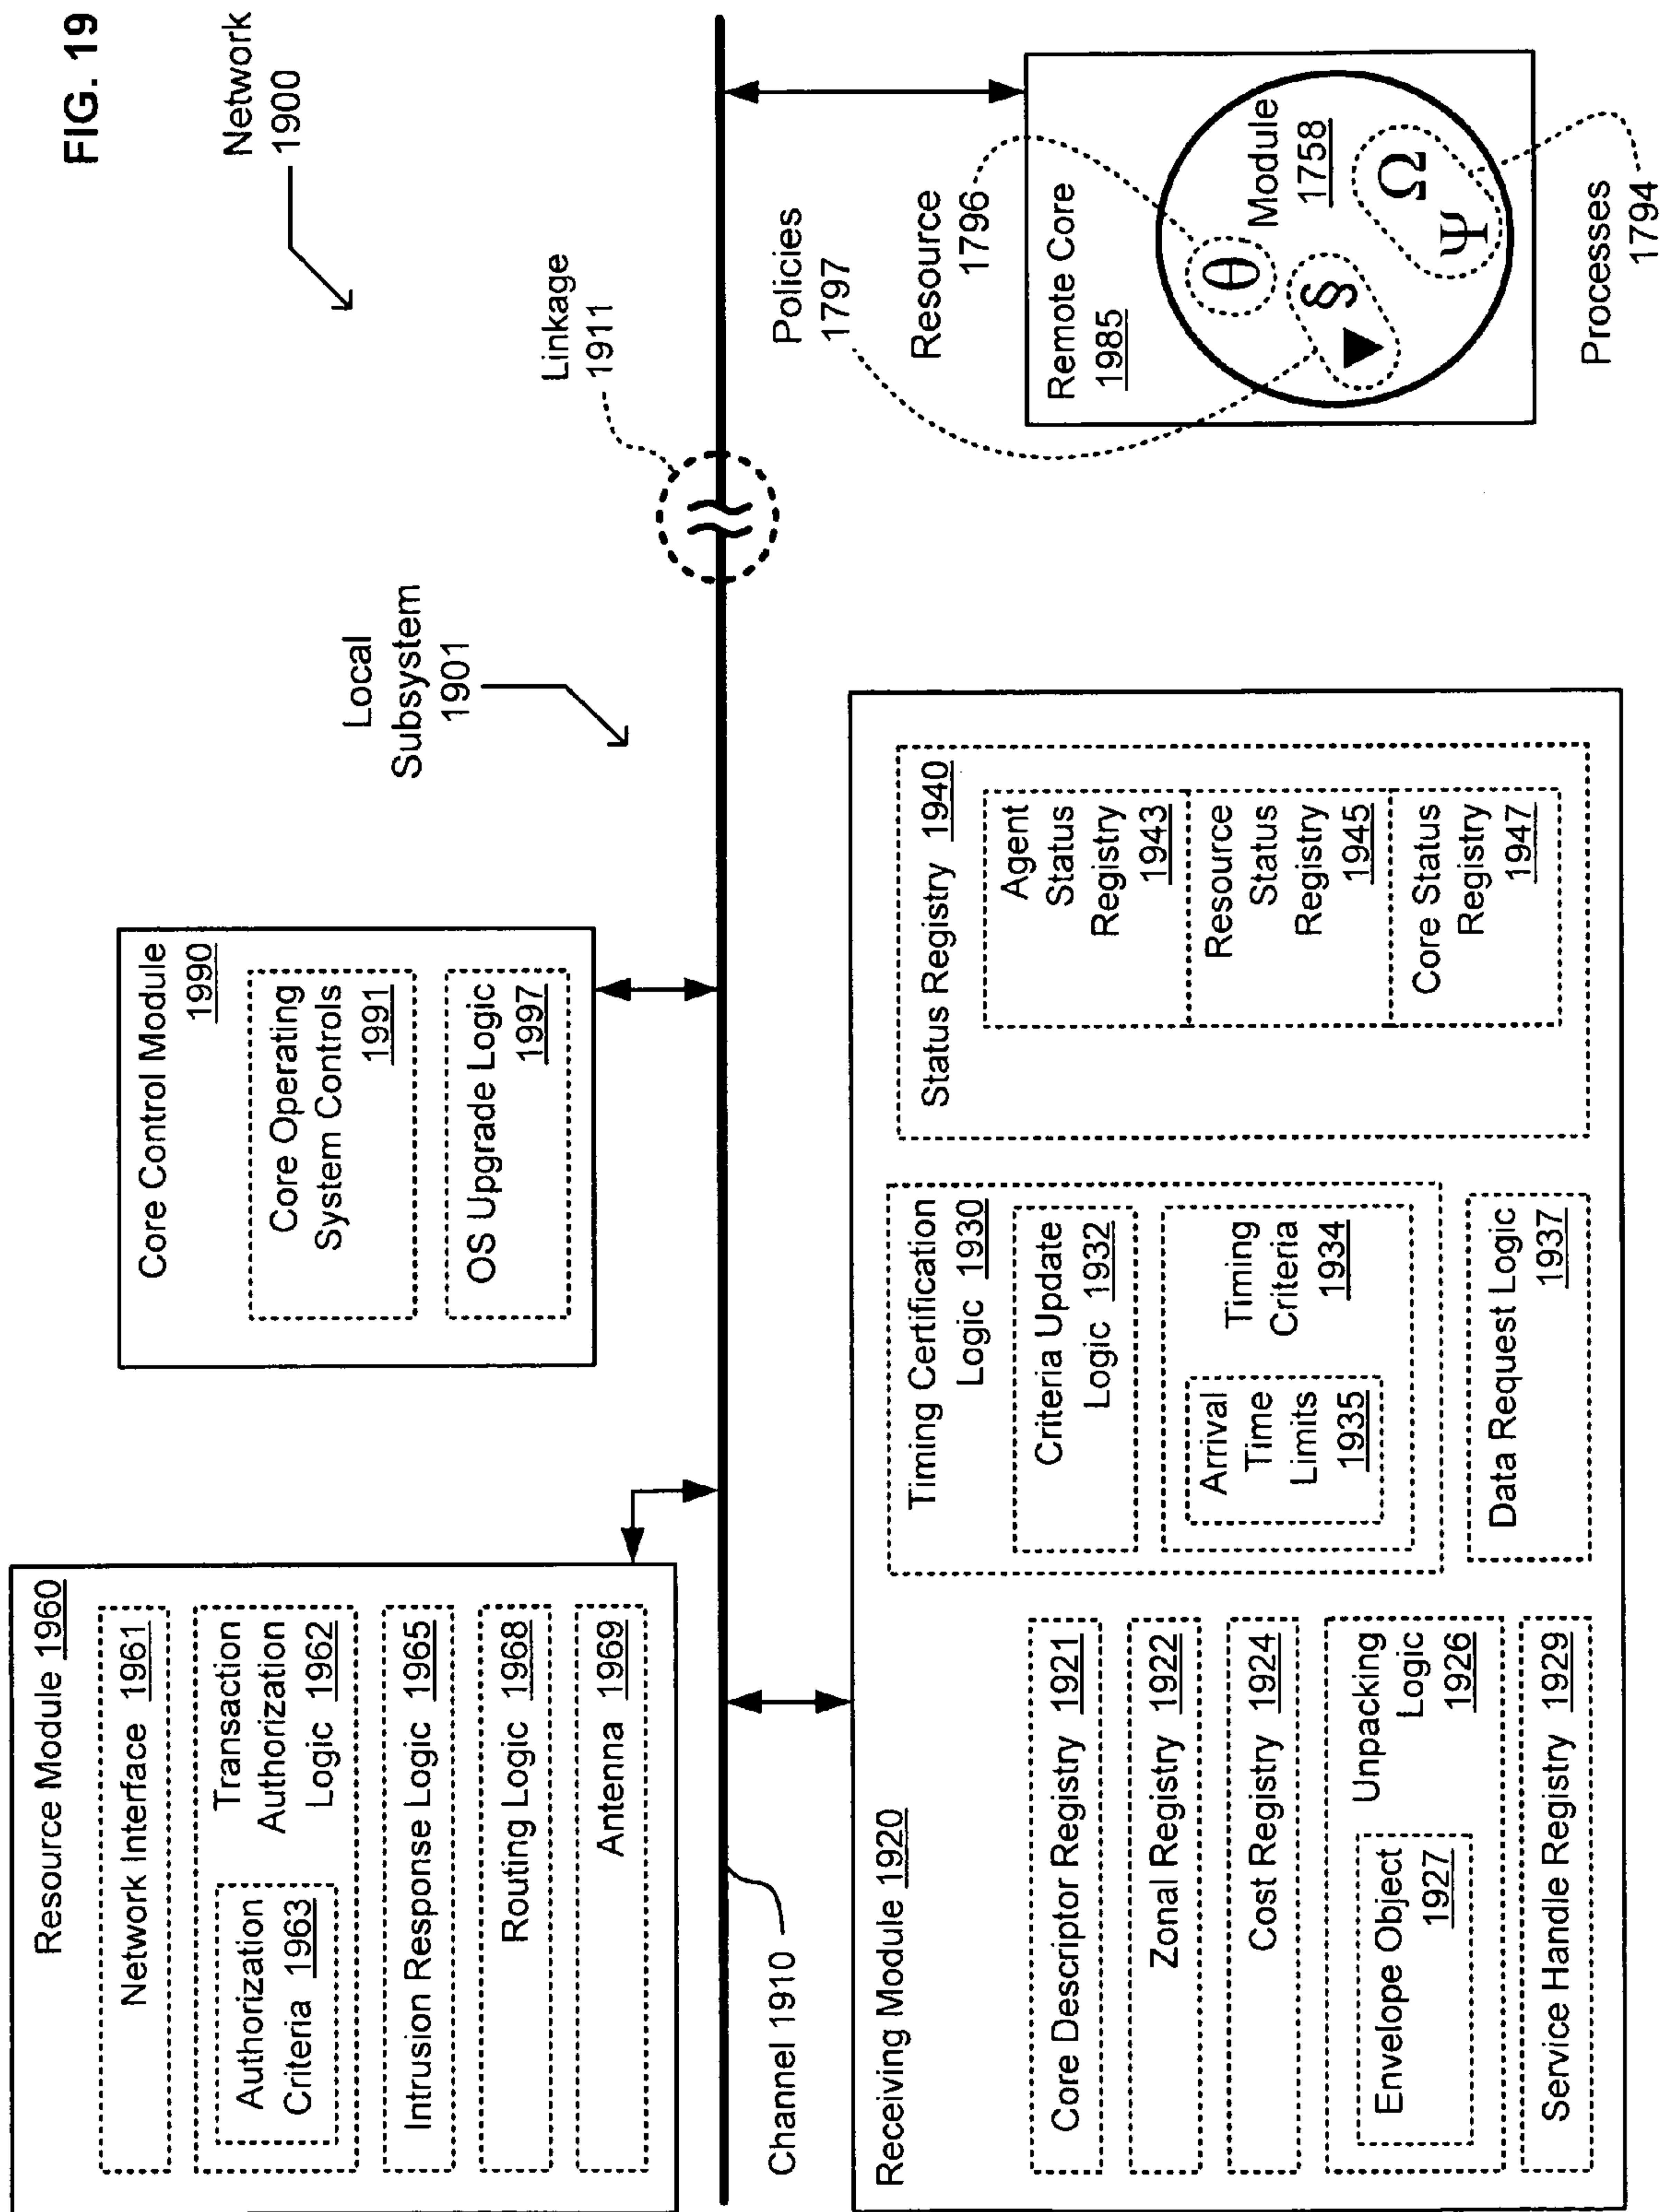 FIG. 19
Network
1900
Local
Subsystem
1901
Linkage
1911
Resource Module 1960
Network Interface 1961
Transaction
Authorization
Logic 1962
Authorization
Criteria 1963
Intrusion Response Logic 1965
Routing Logic 1968
Antenna 1969
Core Control Module
1990
Core Operating
System Controls
1991
OS Upgrade Logic
1997
Channel 1910
Receiving Module 1920
Core Descriptor Registry 1921
Zonal Registry 1922
Cost Registry 1924
Unpacking
Logic
1926
Envelope Object
1927
Service Handle Registry 1929
Timing Certification
Logic 1930
Criteria Update
Logic 1932
Timing
Criteria
1934
Arrival
Time
Limits
1935
Data Request Logic
1937
Status Registry 1940
Agent
Status
Registry
1943
Resource
Status
Registry
1945
Core Status
Registry
1947
Policies
1797
Resource
1796
Remote Core
1985
Module
1758
θ
§
Ψ Ω
Processes
1794